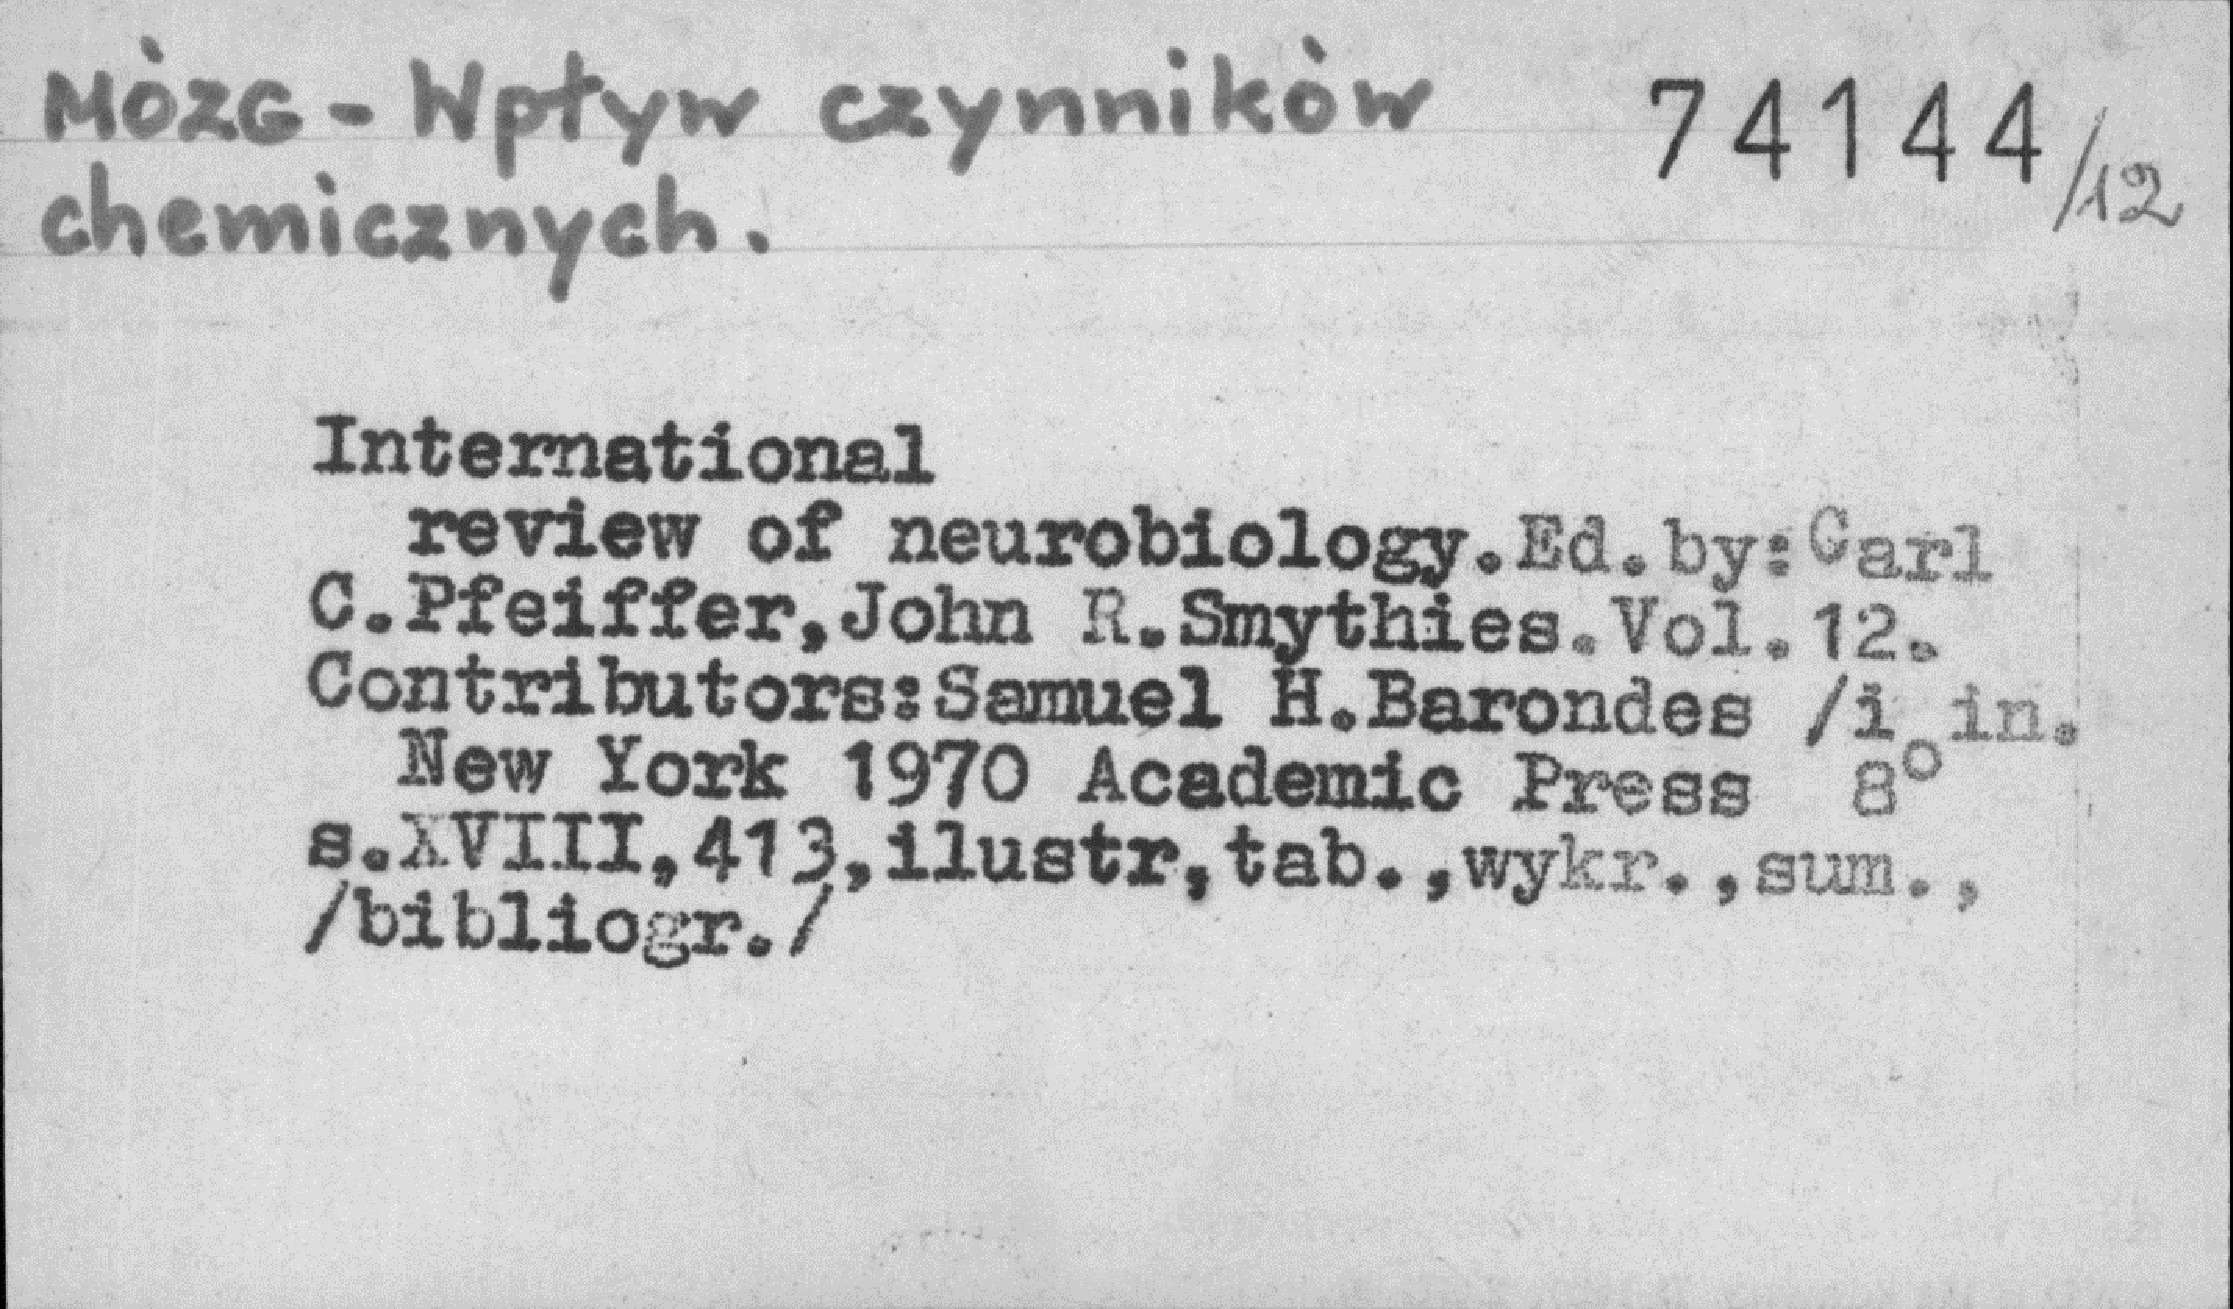 MÓZG - Wpływ czynników 74144/12
chemicznych.
International
review of neurobiology.Ed.by:Carl
C.Pfeiffer,John R.Smythies.Vol.12.
Contributors:Samuel H.Barondes /i in.
New York 1970 Academic Press 8°
s.XVIII,413,ilustr,tab.,wykr.,sum.,
/bibliogr./